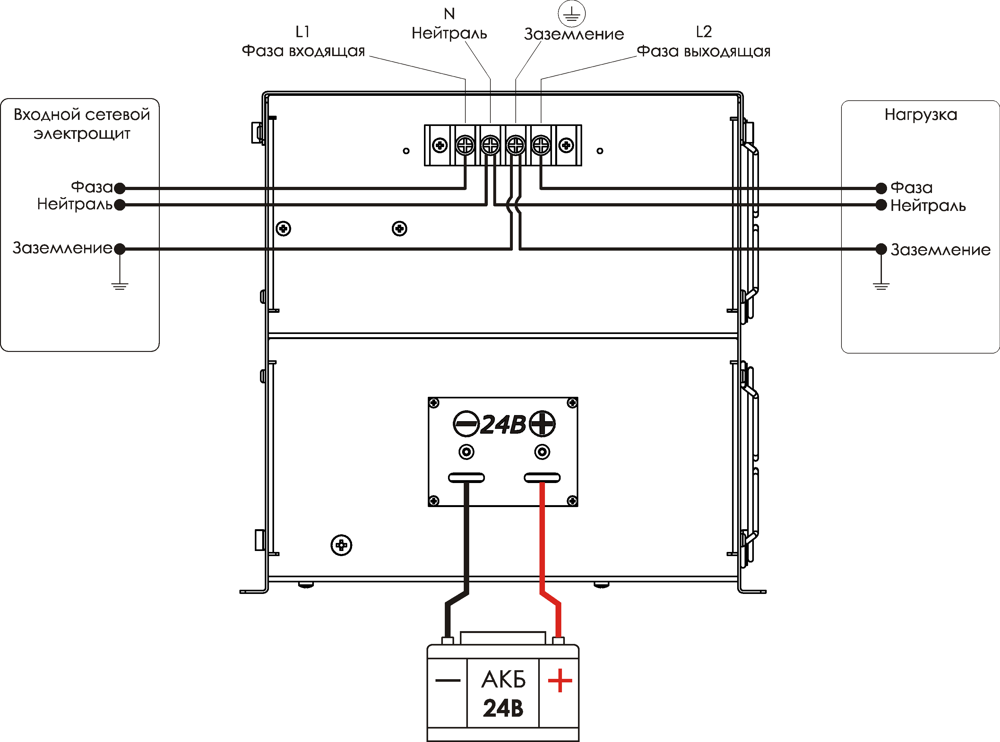 L1
Фаза входящая
N
Нейтраль
Заземление
L2
Фаза выходящая
Входной сетевой
электрощит
Фаза
Нейтраль
Заземление
Нагрузка
Фаза
Нейтраль
Заземление
24В
АКБ
24В